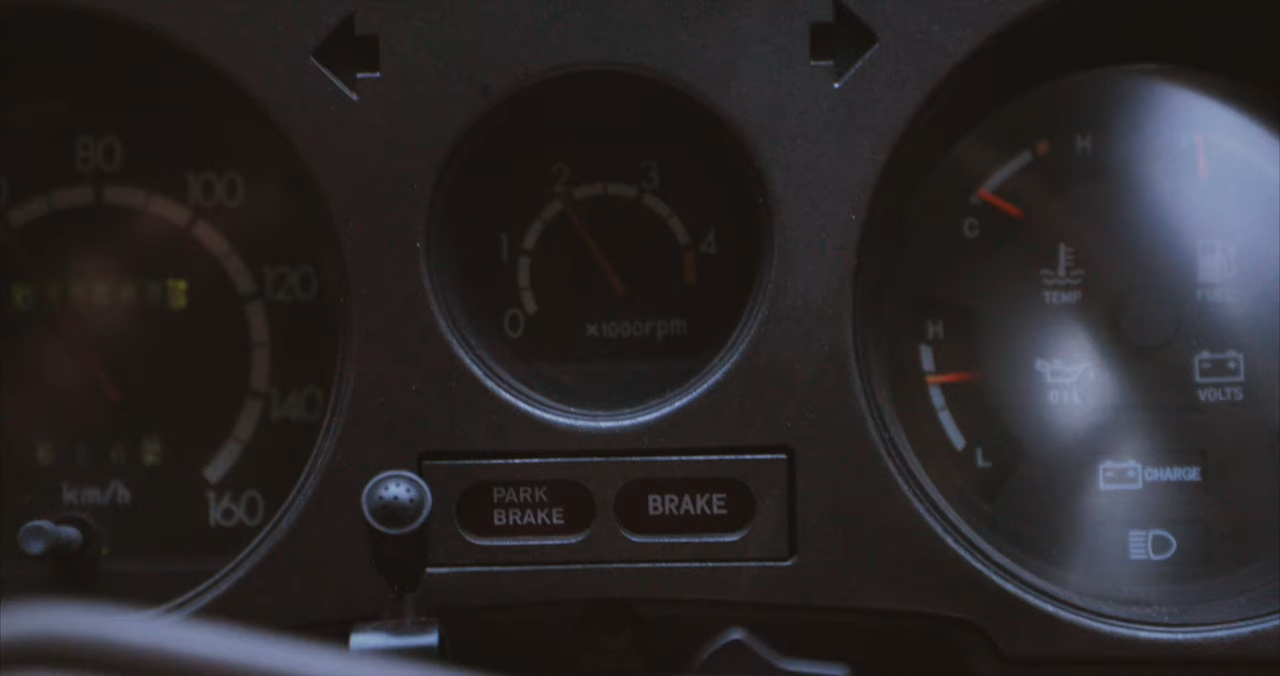 80
100
120
140
160
km/h
0
1
2
3
4
×1000rpm
PARK
BRAKE
BRAKE
H
C
TEMP
FUEL
H
L
OIL
VOLTS
CHARGE